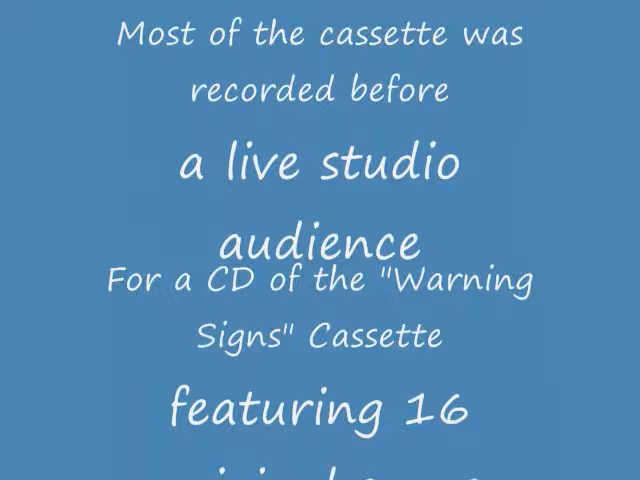 Most of the cassette was
recorded before
a live studio
audience
For a CD of the "Warning
Signs" Cassette
featuring 16